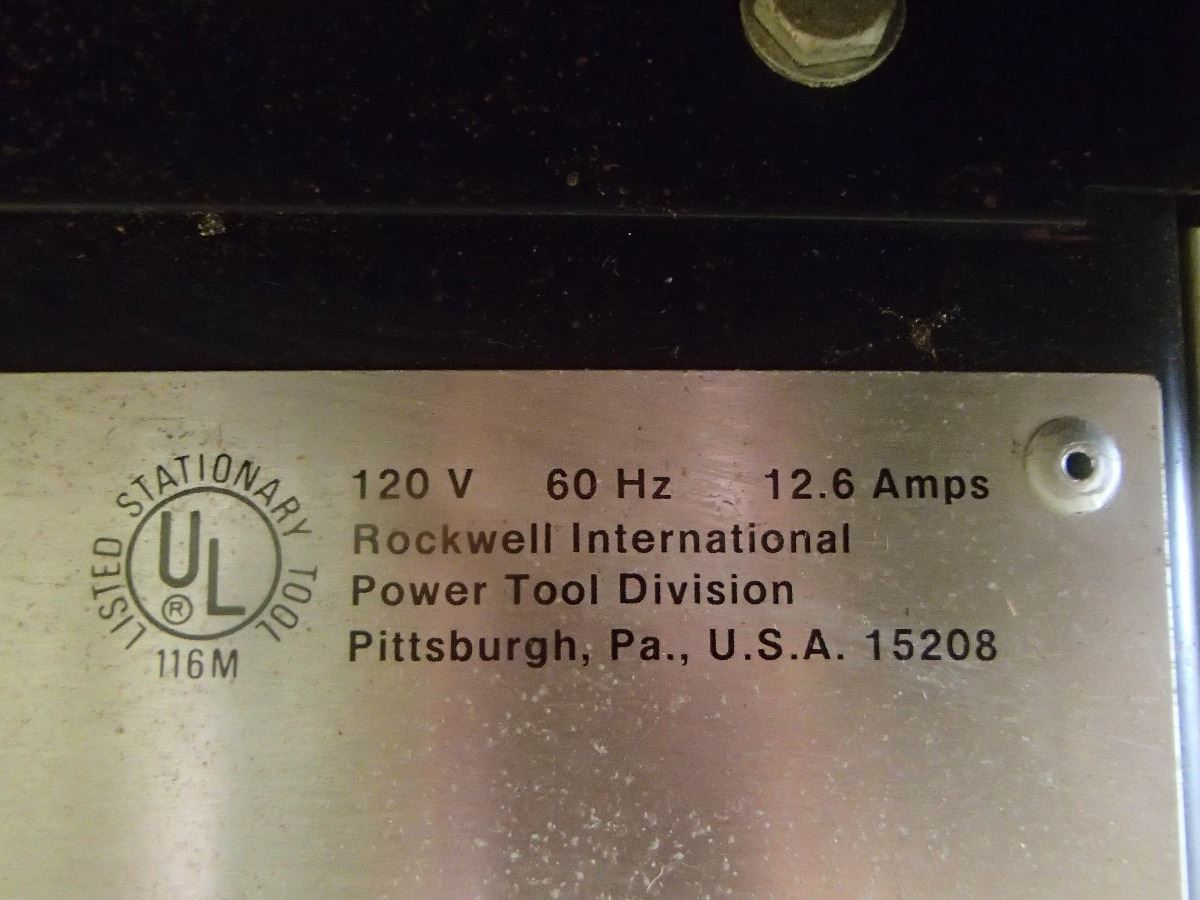 LISTED STATIONARY TOOL
UL
®
116M
120 V 60 Hz 12.6 Amps
Rockwell International
Power Tool Division
Pittsburgh, Pa., U.S.A. 15208